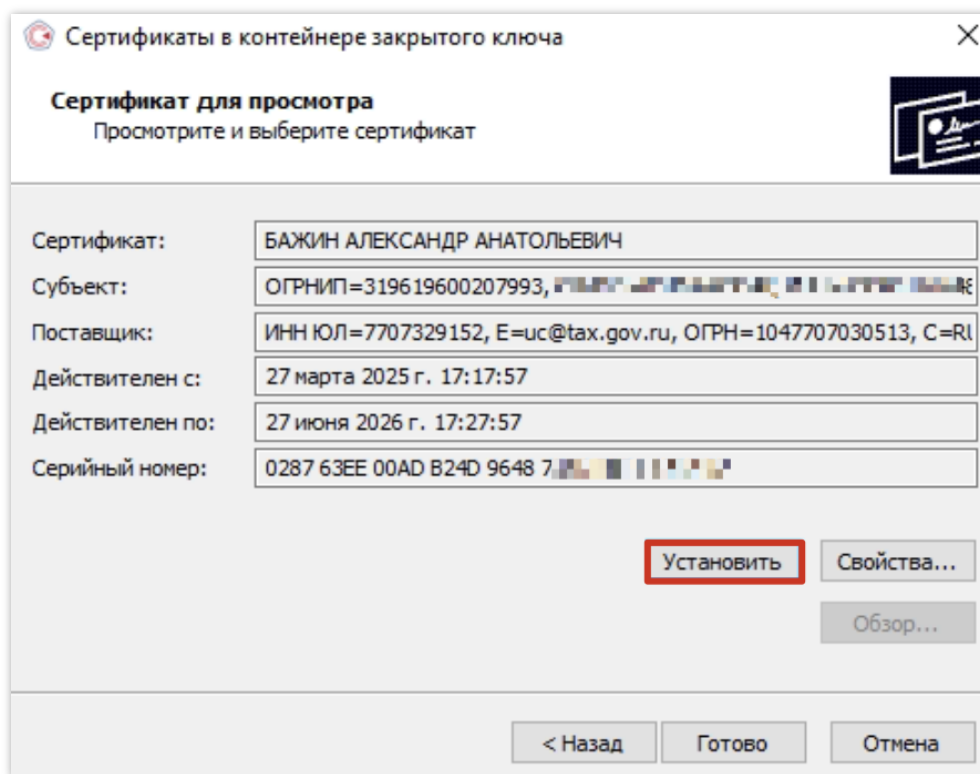 Сертификаты в контейнере закрытого ключа
Сертификат для просмотра
Просмотрите и выберите сертификат
Сертификат: БАЖИН АЛЕКСАНДР АНАТОЛЬЕВИЧ
Субъект: ОГРНИП=319619600207993,
Поставщик: ИНН ЮЛ=7707329152, E=uc@tax.gov.ru, ОГРН=1047707030513, C=RU
Действителен с: 27 марта 2025 г. 17:17:57
Действителен по: 27 июня 2026 г. 17:27:57
Серийный номер: 0287 63EE 00AD B24D 9648 7
Установить Свойства...
Обзор...
< Назад Готово Отмена